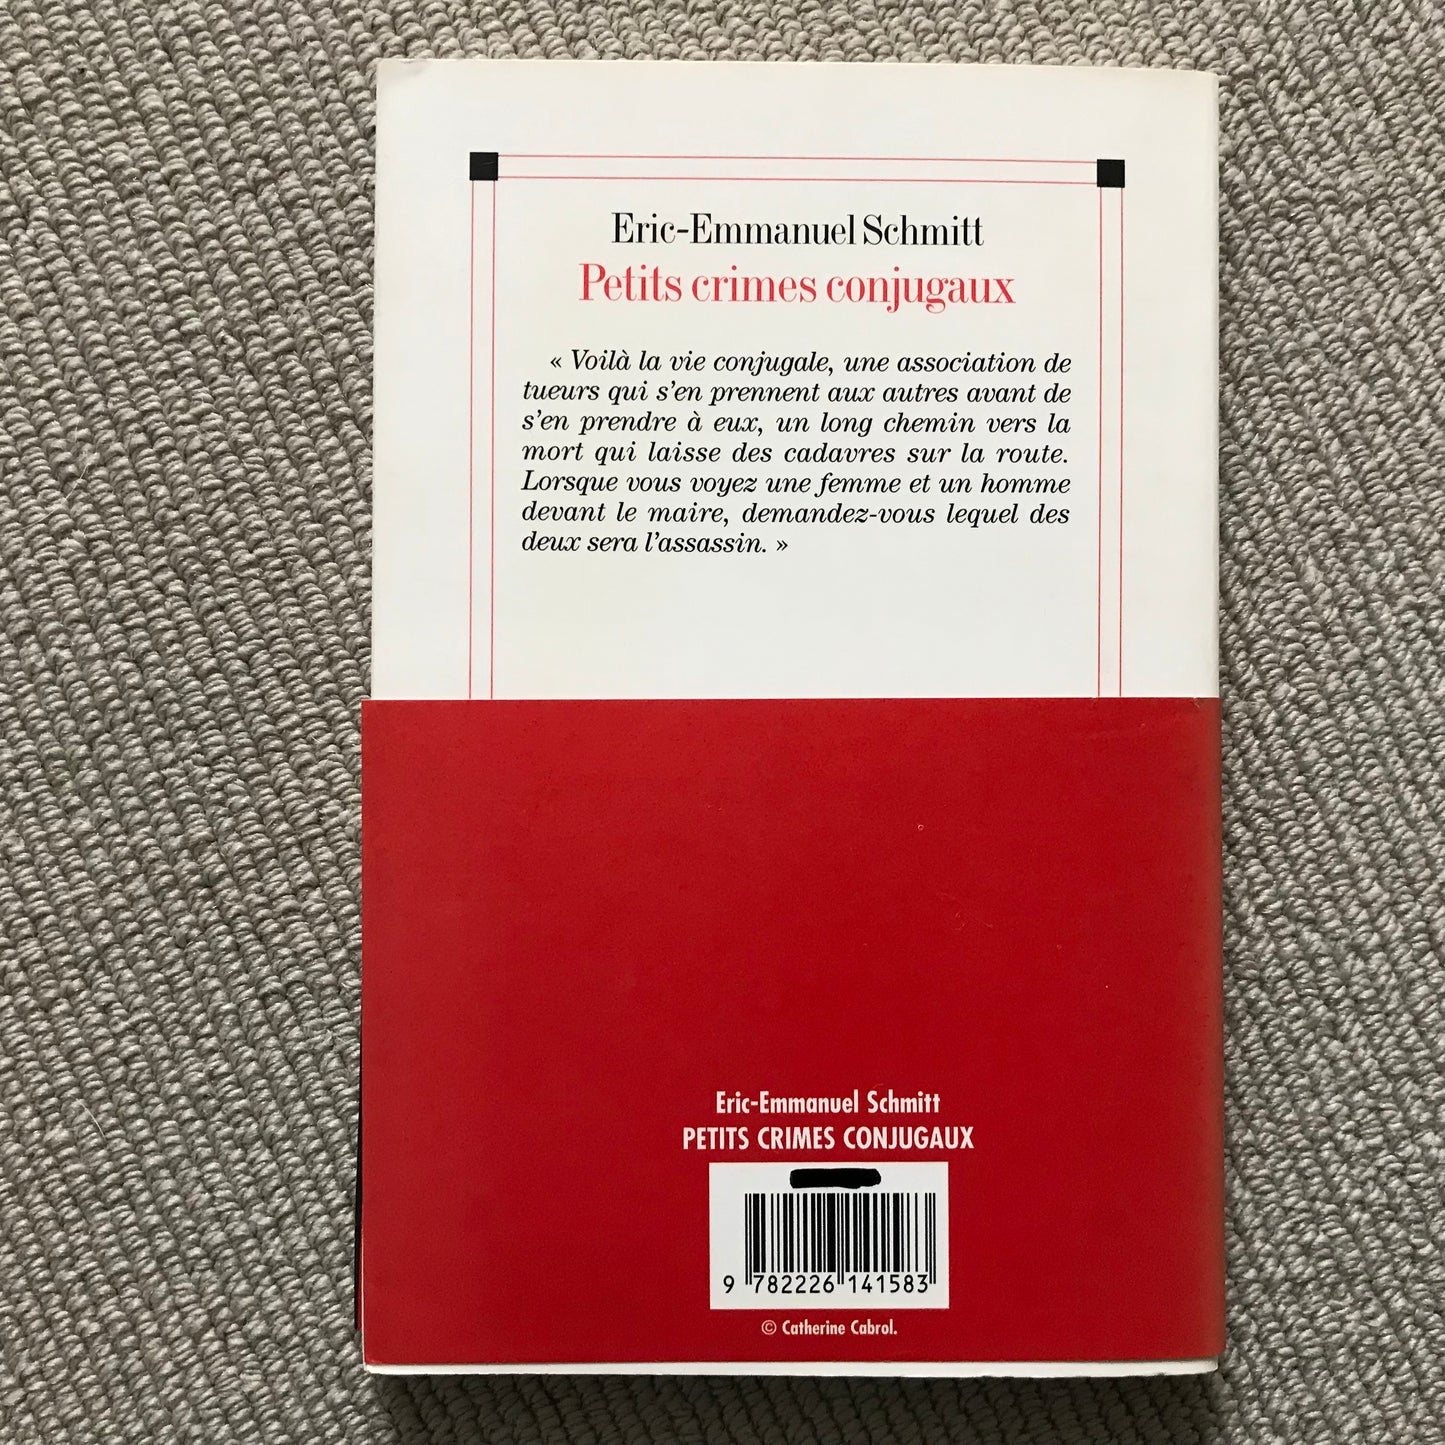 Eric-Emmanuel Schmitt
Petits crimes conjugaux
« Voilà la vie conjugale, une association de
tueurs qui s'en prennent aux autres avant de
s'en prendre à eux, un long chemin vers la
mort qui laisse des cadavres sur la route.
Lorsque vous voyez une femme et un homme
devant le maire, demandez-vous lequel des
deux sera l'assassin. »
Eric-Emmanuel Schmitt
PETITS CRIMES CONJUGAUX
9 782226 141583
© Catherine Cabrol.